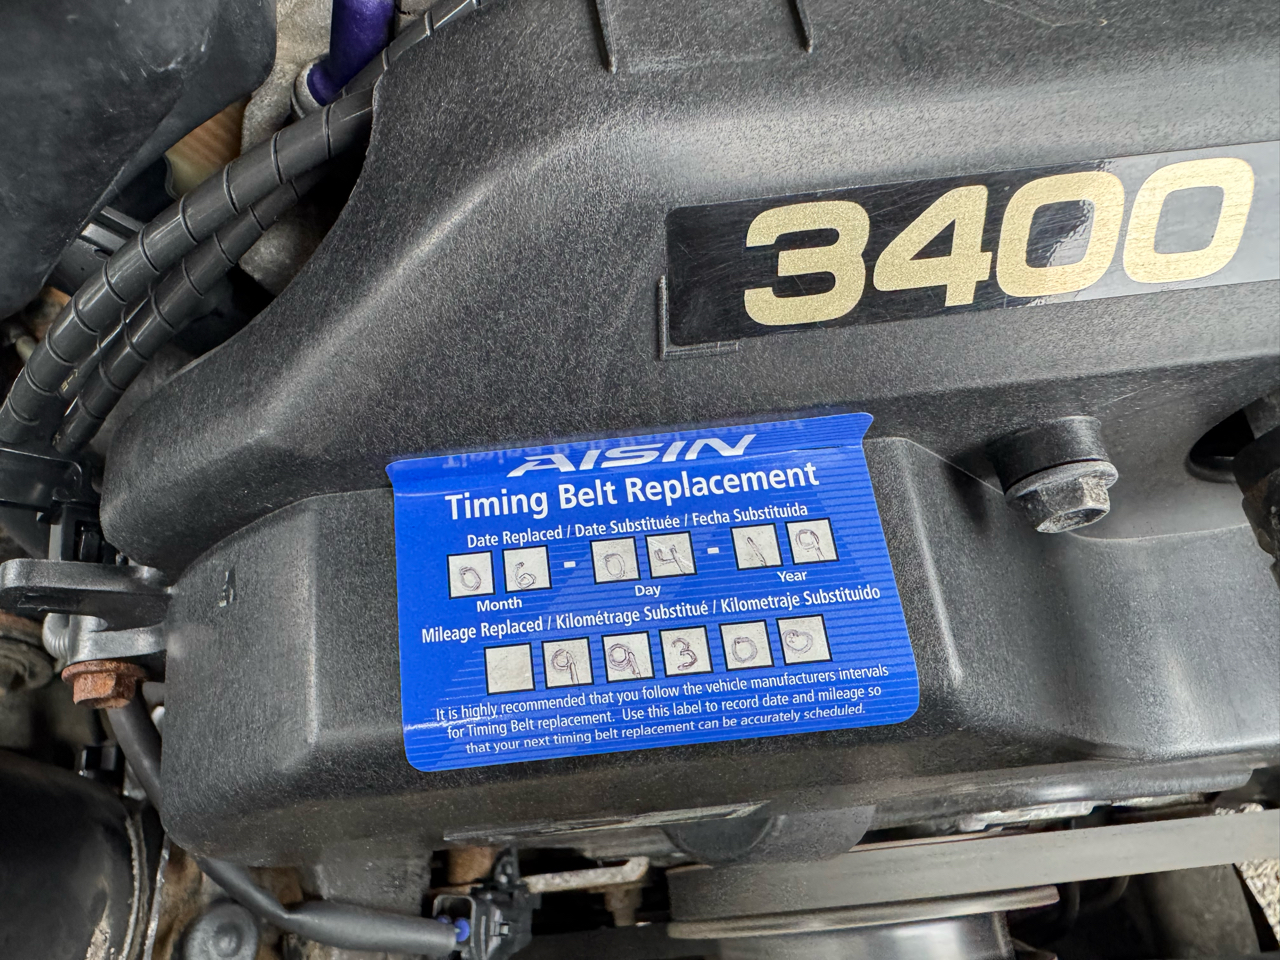 3400
AISIN
Timing Belt Replacement
Date Replaced / Date Substituée / Fecha Substituida
06 - 04 - 19
Month Day Year
Mileage Replaced / Kilométrage Substitué / Kilometraje Substituido
99300
It is highly recommended that you follow the vehicle manufacturers intervals
for Timing Belt replacement. Use this label to record date and mileage so
that your next timing belt replacement can be accurately scheduled.